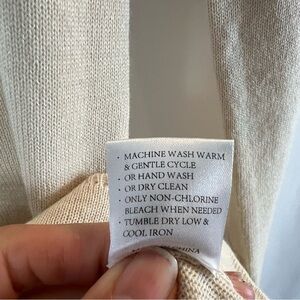 · MACHINE WASH WARM
& GENTLE CYCLE
· OR HAND WASH
· OR DRY CLEAN
· ONLY NON-CHLORINE
BLEACH WHEN NEEDED
· TUMBLE DRY LOW &
COOL IRON
CHINA